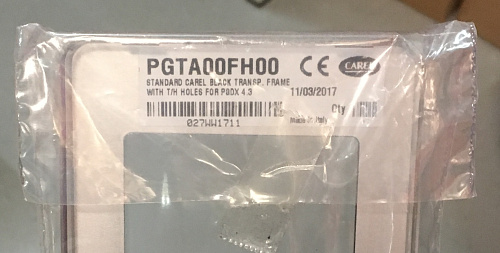 PGTA00FH00 CE CAREL
STANDARD CAREL BLACK TRANSP. FRAME
WITH T/H HOLES FOR PGDX 4.3 11/03/2017
Qty
027WW1711 Made in Italy